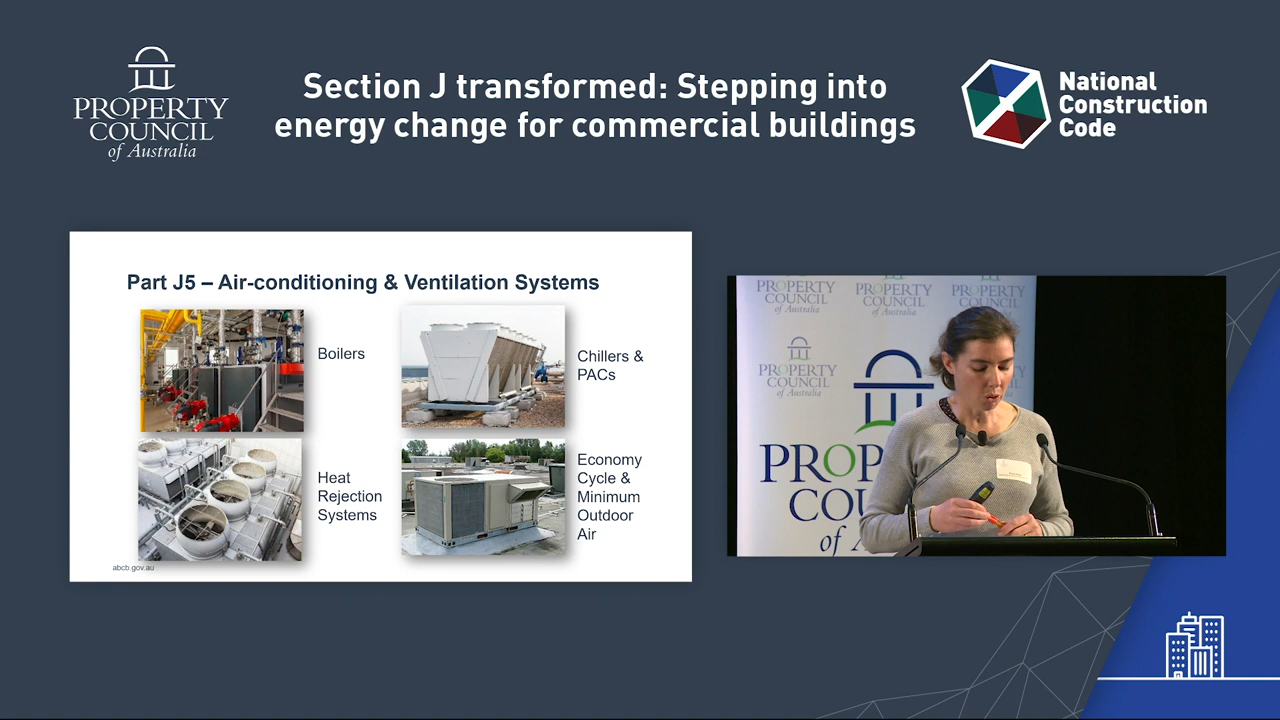 PROPERTY
COUNCIL
of Australia
Section J transformed: Stepping into
energy change for commercial buildings
National
Construction
Code
Part J5 – Air-conditioning & Ventilation Systems
Boilers
Chillers &
PACs
Heat
Rejection
Systems
Economy
Cycle &
Minimum
Outdoor
Air
abcb.gov.au
PROPERTY
COUNCIL
of Australia
PROPERTY
COUNCIL
of Australia
PROPERTY
COUNCIL
PROPERTY
COUNCIL
of Australia
PROP
COU
of A